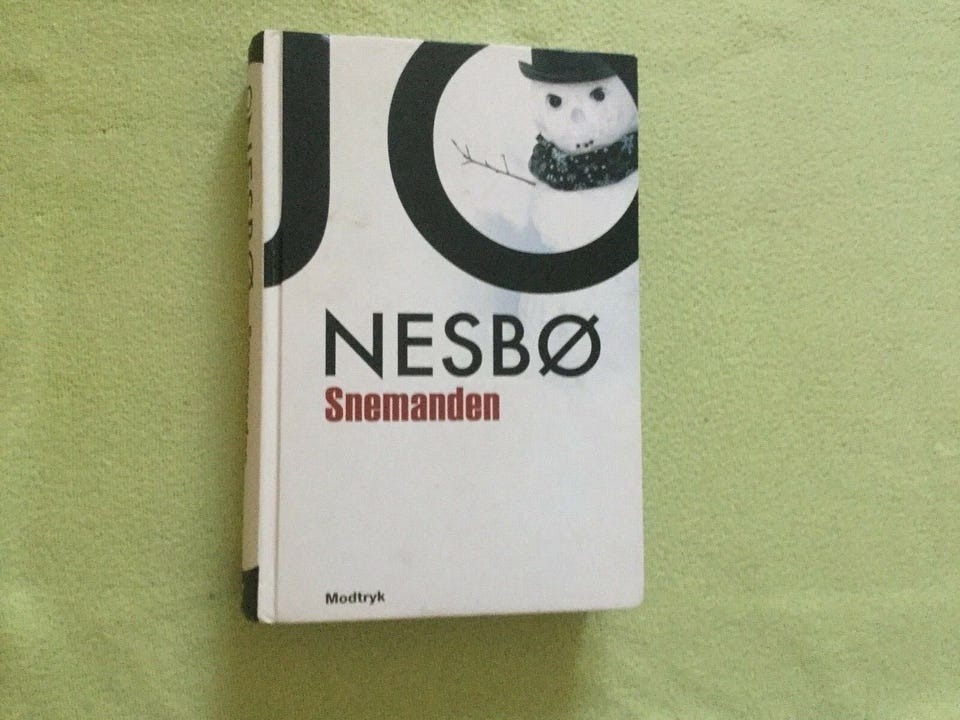 JO
NESBØ
Snemanden
Modtryk